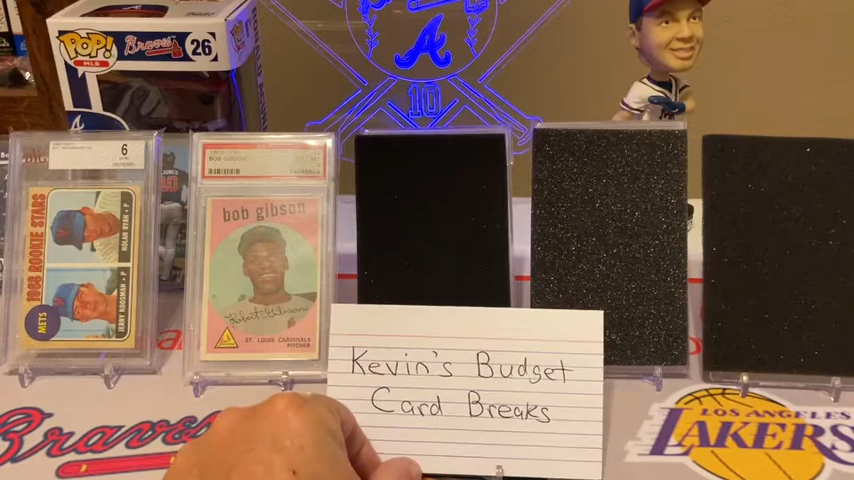 POP!
MLB
Braves
26
A
10
6
BOB GIBSON
1968 ROOKIE STARS
NOLAN RYAN • P
JERRY KOOSMAN • P
METS
bob gibson
Robert Gibson
ST. LOUIS CARDINALS PITCHER
Kevin's Budget
Card Breaks
Braves
LOS ANGELES
LAKERS